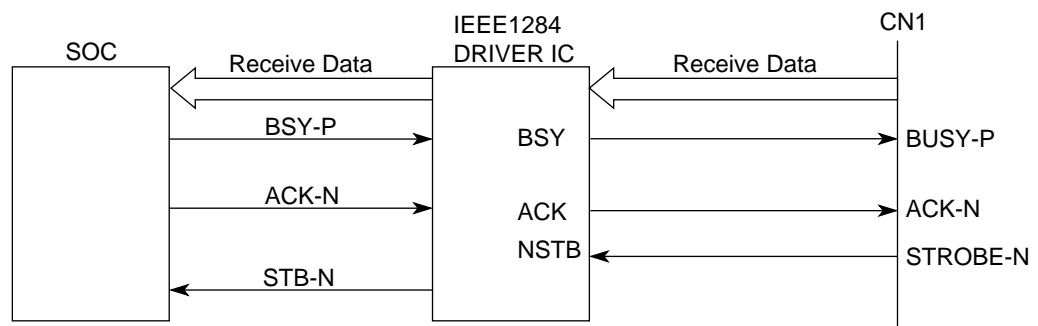 CN1
IEEE1284
DRIVER IC
SOC
Receive Data
Receive Data
BSY-P
BSY
BUSY-P
ACK-N
ACK
ACK-N
NSTB
STROBE-N
STB-N